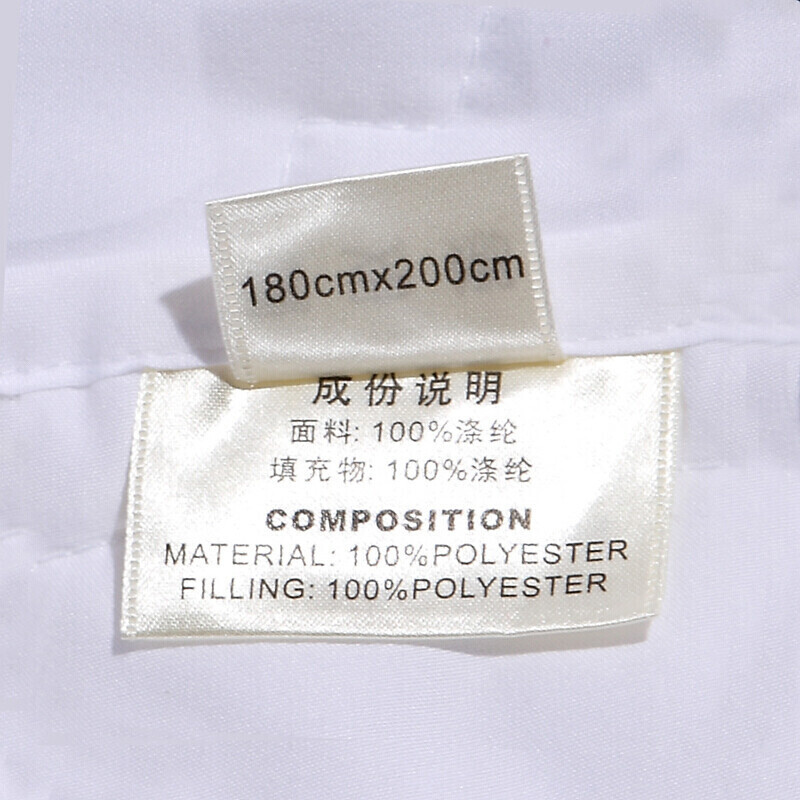 180cmx200cm
成份说明
面料: 100%涤纶
填充物: 100%涤纶
COMPOSITION
MATERIAL: 100%POLYESTER
FILLING: 100%POLYESTER